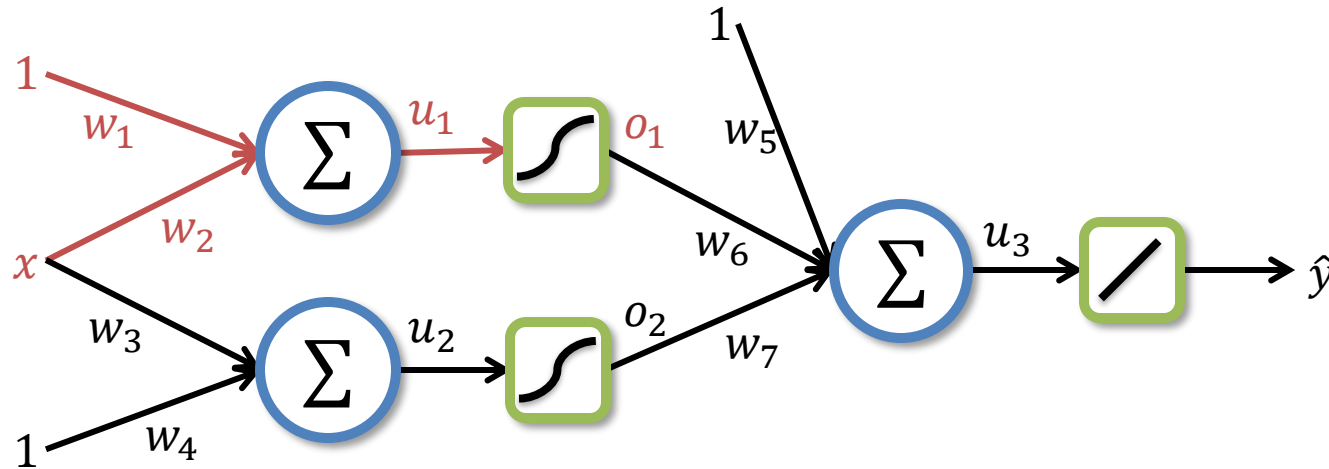 1
1
w₁
u₁
o₁
w₅
Σ
w₂
w₆
u₃
x
Σ
ŷ
w₃
u₂
o₂
w₇
Σ
1
w₄